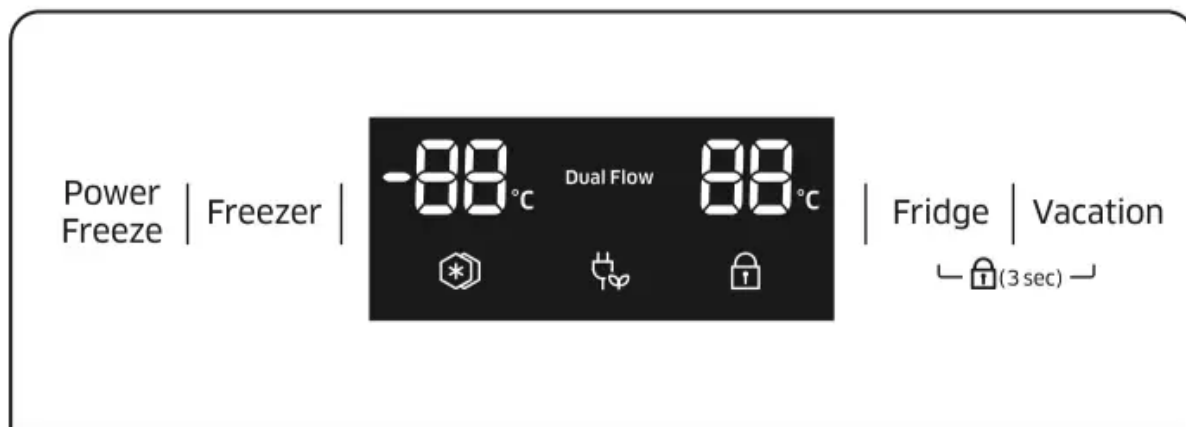 Power
Freeze
Freezer
-88 °C
Dual Flow
88 °C
Fridge
Vacation
(3 sec)